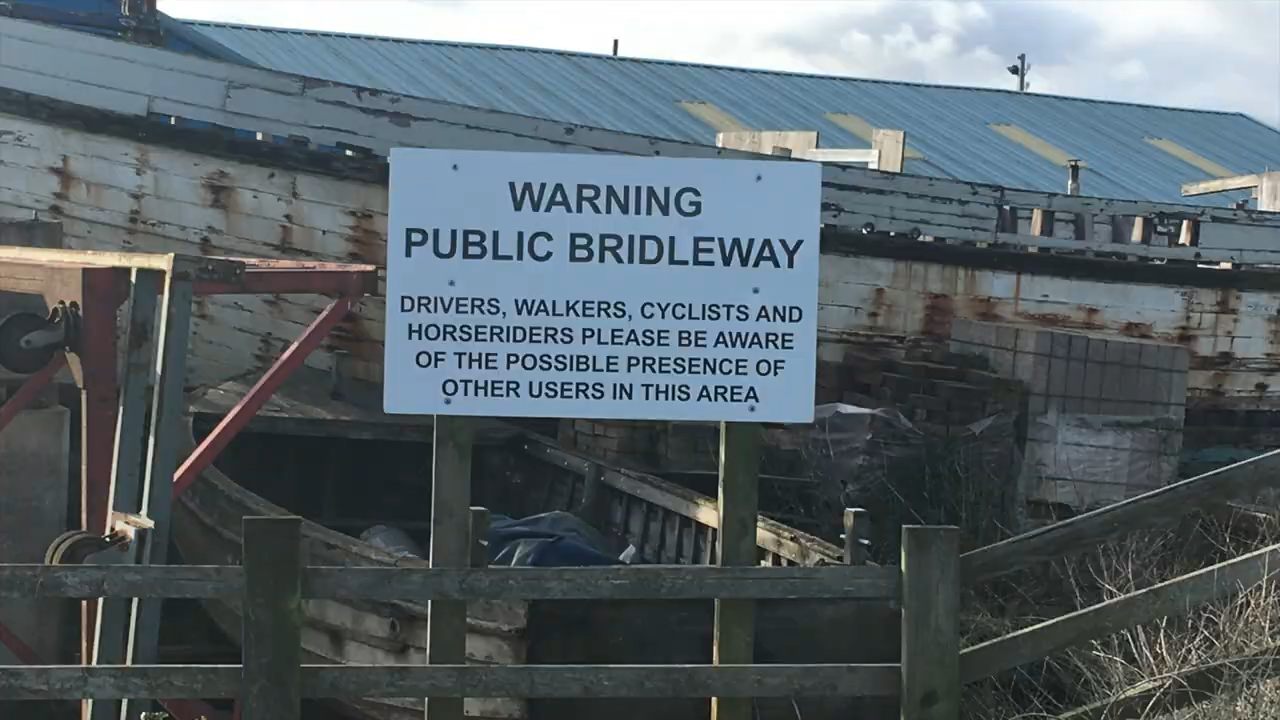 WARNING
PUBLIC BRIDLEWAY
DRIVERS, WALKERS, CYCLISTS AND
HORSERIDERS PLEASE BE AWARE
OF THE POSSIBLE PRESENCE OF
OTHER USERS IN THIS AREA